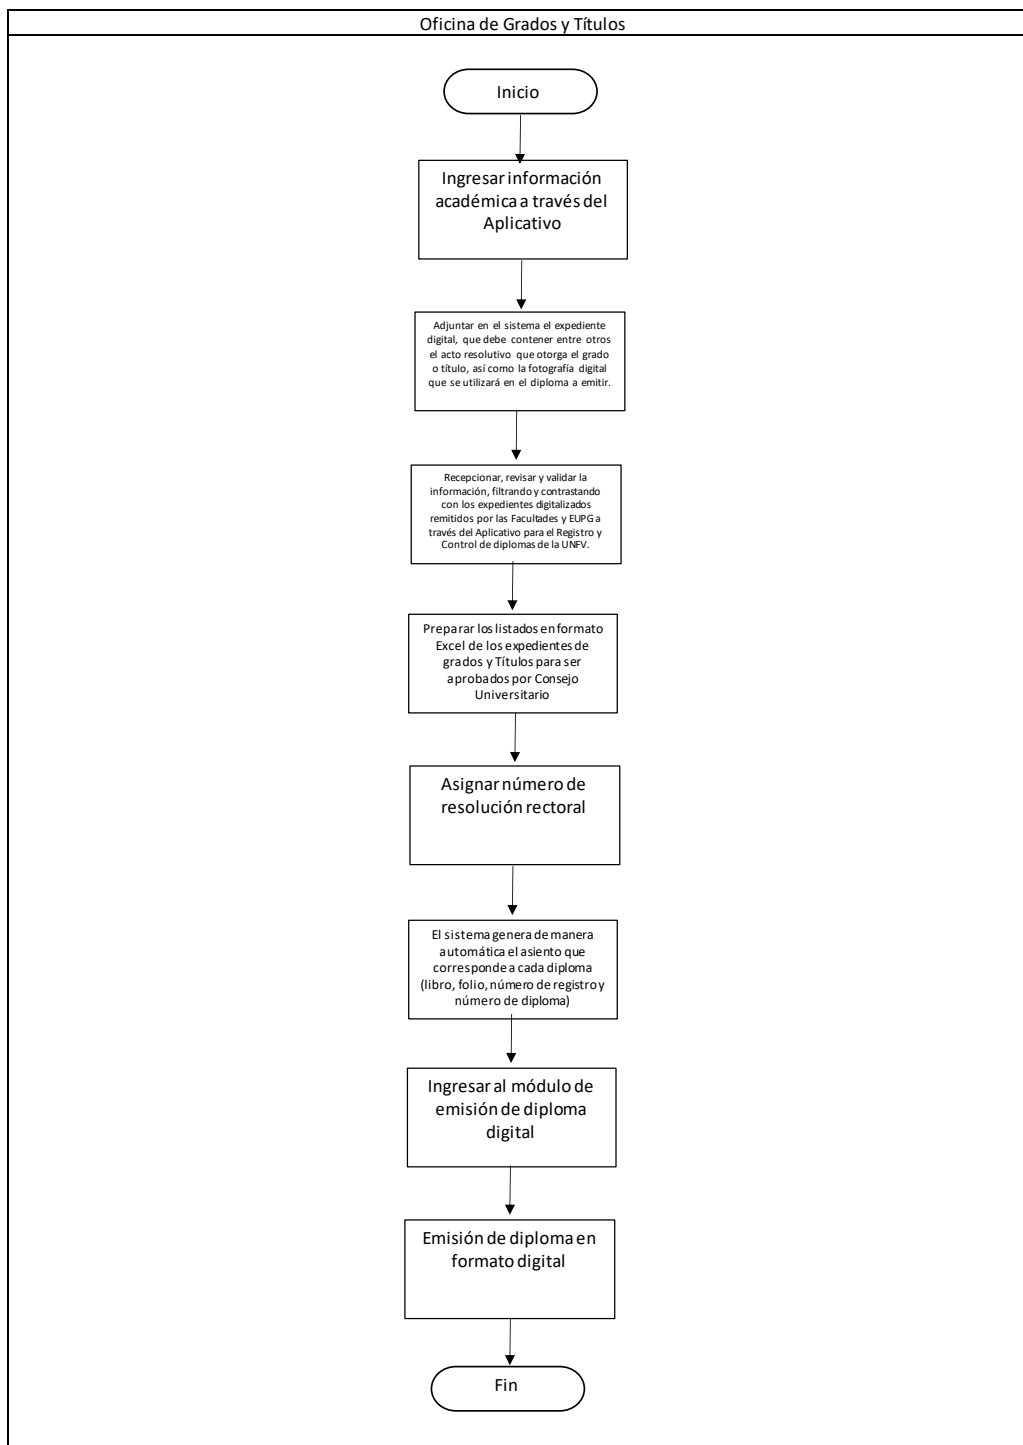 Oficina de Grados y Títulos
Inicio
Ingresar información
académica a través del
Aplicativo
Adjuntar en el sistema el expediente
digital, que debe contener entre otros
el acto resolutivo que otorga el grado
o título, así como la fotografía digital
que se utilizará en el diploma a emitir.
Recepcionar, revisar y validar la
información, filtrando y contrastando
con los expedientes digitalizados
remitidos por las Facultades y EUPG a
través del Aplicativo para el Registro y
Control de diplomas de la UNFV.
Preparar los listados en formato
Excel de los expedientes de
grados y Títulos para ser
aprobados por Consejo
Universitario
Asignar número de
resolución rectoral
El sistema genera de manera
automática el asiento que
corresponde a cada diploma
(libro, folio, número de registro y
número de diploma)
Ingresar al módulo de
emisión de diploma
digital
Emisión de diploma en
formato digital
Fin